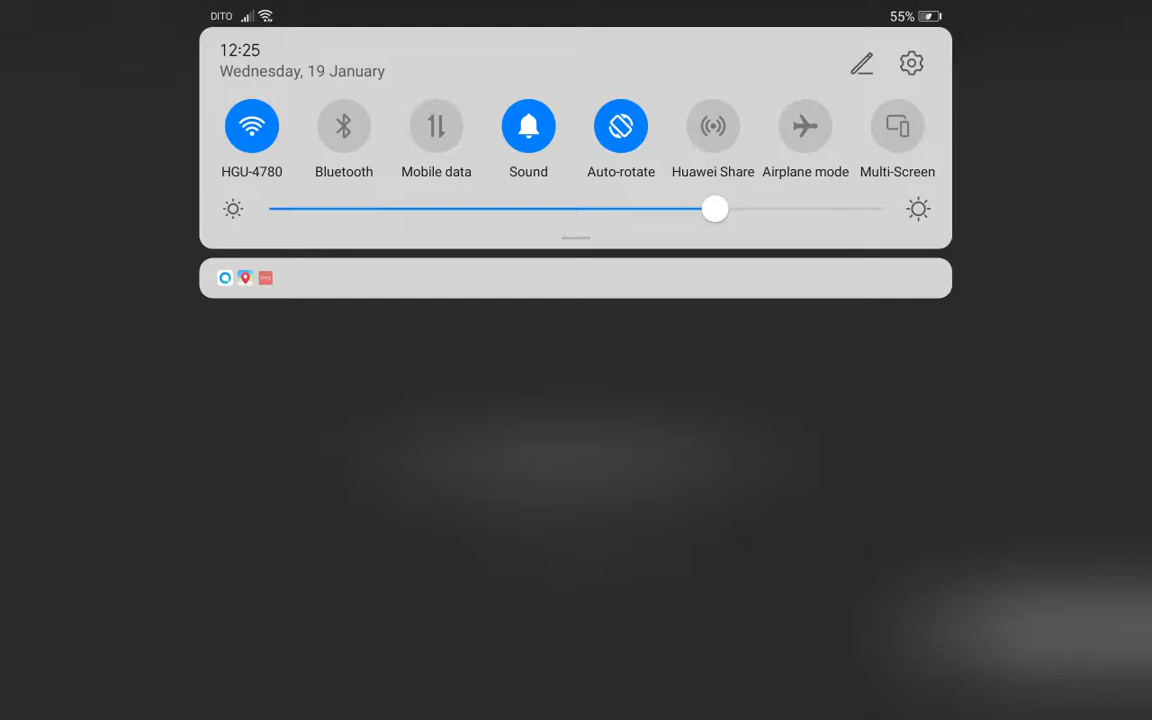 DITO
55%
12:25
Wednesday, 19 January
HGU-4780
Bluetooth
Mobile data
Sound
Auto-rotate
Huawei Share
Airplane mode
Multi-Screen